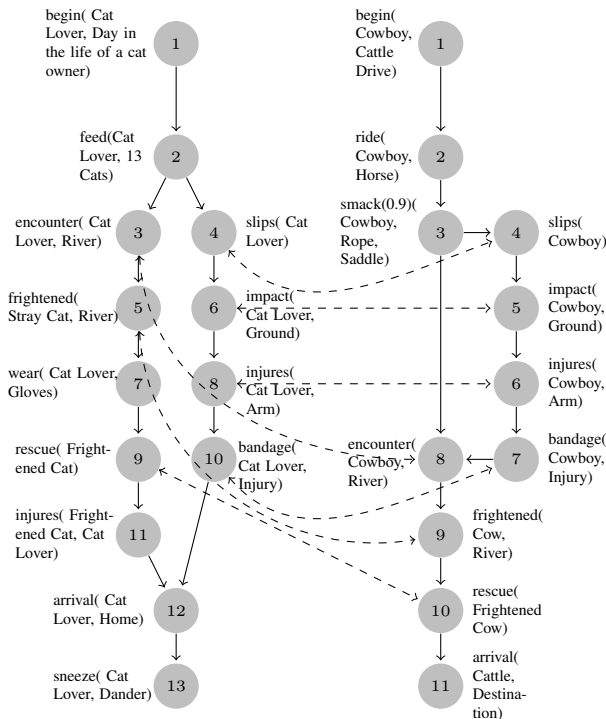 begin( Cat
Lover, Day in
the life of a cat
owner)
1
feed(Cat
Lover, 13
Cats)
2
encounter( Cat
Lover, River)
3
slips( Cat
Lover)
4
frightened(
Stray Cat, River)
5
impact(
Cat Lover,
Ground)
6
wear( Cat Lover,
Gloves)
7
injures(
Cat Lover,
Arm)
8
rescue( Fright-
ened Cat)
9
bandage(
Cat Lover,
Injury)
10
injures( Fright-
ened Cat, Cat
Lover)
11
arrival( Cat
Lover, Home)
12
sneeze( Cat
Lover, Dander)
13
begin(
Cowboy,
Cattle
Drive)
1
ride(
Cowboy,
Horse)
2
smack(0.9)(
Cowboy,
Rope,
Saddle)
3
slips(
Cowboy)
4
impact(
Cowboy,
Ground)
5
injures(
Cowboy,
Arm)
6
bandage(
Cowboy,
Injury)
7
encounter(
Cowboy,
River)
8
frightened(
Cow,
River)
9
rescue(
Frightened
Cow)
10
arrival(
Cattle,
Destina-
tion)
11